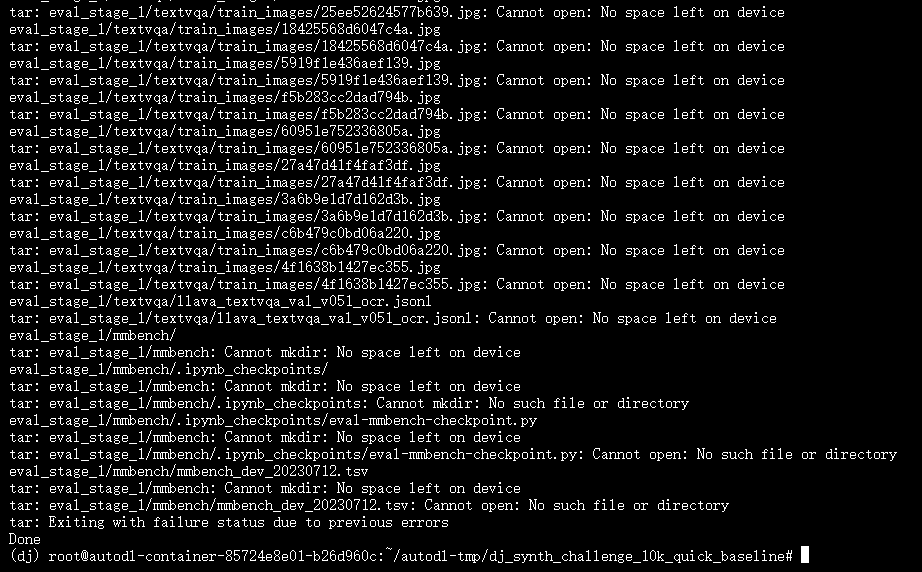 tar: eval_stage_1/textvqa/train_images/25ee52624577b639.jpg: Cannot open: No space left on device
eval_stage_1/textvqa/train_images/18425568d6047c4a.jpg
tar: eval_stage_1/textvqa/train_images/18425568d6047c4a.jpg: Cannot open: No space left on device
eval_stage_1/textvqa/train_images/5919f1e436aef139.jpg
tar: eval_stage_1/textvqa/train_images/5919f1e436aef139.jpg: Cannot open: No space left on device
eval_stage_1/textvqa/train_images/f5b283cc2dad794b.jpg
tar: eval_stage_1/textvqa/train_images/f5b283cc2dad794b.jpg: Cannot open: No space left on device
eval_stage_1/textvqa/train_images/60951e752336805a.jpg
tar: eval_stage_1/textvqa/train_images/60951e752336805a.jpg: Cannot open: No space left on device
eval_stage_1/textvqa/train_images/27a47d41f4faf3df.jpg
tar: eval_stage_1/textvqa/train_images/27a47d41f4faf3df.jpg: Cannot open: No space left on device
eval_stage_1/textvqa/train_images/3a6b9e1d7d162d3b.jpg
tar: eval_stage_1/textvqa/train_images/3a6b9e1d7d162d3b.jpg: Cannot open: No space left on device
eval_stage_1/textvqa/train_images/c6b479c0bd06a220.jpg
tar: eval_stage_1/textvqa/train_images/c6b479c0bd06a220.jpg: Cannot open: No space left on device
eval_stage_1/textvqa/train_images/4f1638b1427ec355.jpg
tar: eval_stage_1/textvqa/train_images/4f1638b1427ec355.jpg: Cannot open: No space left on device
eval_stage_1/textvqa/llava_textvqa_val_v051_ocr.jsonl
tar: eval_stage_1/textvqa/llava_textvqa_val_v051_ocr.jsonl: Cannot open: No space left on device
eval_stage_1/mmbench/
tar: eval_stage_1/mmbench: Cannot mkdir: No space left on device
eval_stage_1/mmbench/.ipynb_checkpoints/
tar: eval_stage_1/mmbench: Cannot mkdir: No space left on device
tar: eval_stage_1/mmbench/.ipynb_checkpoints: Cannot mkdir: No such file or directory
eval_stage_1/mmbench/.ipynb_checkpoints/eval-mmbench-checkpoint.py
tar: eval_stage_1/mmbench: Cannot mkdir: No space left on device
tar: eval_stage_1/mmbench/.ipynb_checkpoints/eval-mmbench-checkpoint.py: Cannot open: No such file or directory
eval_stage_1/mmbench/mmbench_dev_20230712.tsv
tar: eval_stage_1/mmbench: Cannot mkdir: No space left on device
tar: eval_stage_1/mmbench/mmbench_dev_20230712.tsv: Cannot open: No such file or directory
tar: Exiting with failure status due to previous errors
Done
(dj) root@autodl-container-85724e8e01-b26d960c:~/autodl-tmp/dj_synth_challenge_10k_quick_baseline#